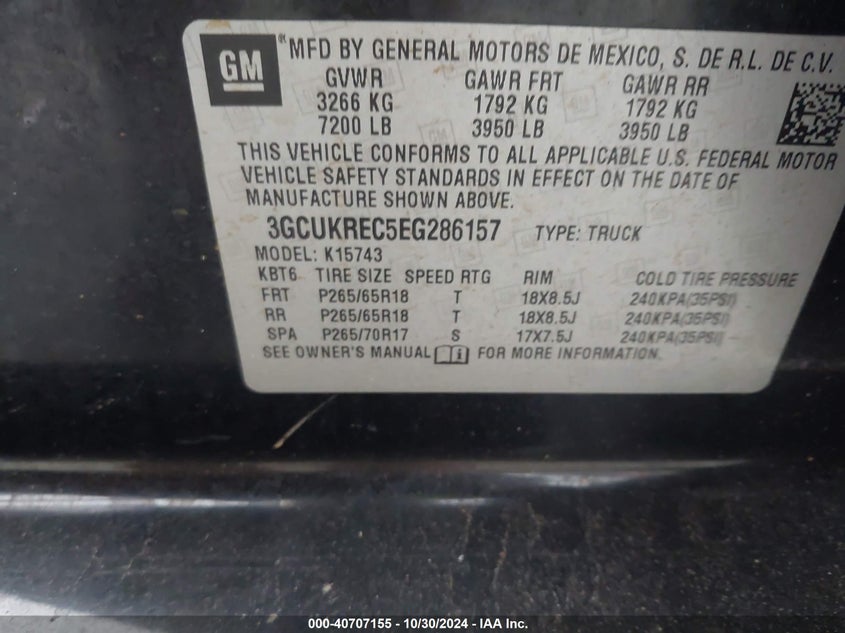 GM
MFD BY GENERAL MOTORS DE MEXICO, S. DE R.L. DE C.V.
GVWR GAWR FRT GAWR RR
3266 KG 1792 KG 1792 KG
7200 LB 3950 LB 3950 LB
THIS VEHICLE CONFORMS TO ALL APPLICABLE U.S. FEDERAL MOTOR
VEHICLE SAFETY STANDARDS IN EFFECT ON THE DATE OF
MANUFACTURE SHOWN ABOVE.
3GCUKREC5EG286157 TYPE: TRUCK
MODEL: K15743
KBT6 TIRE SIZE SPEED RTG RIM COLD TIRE PRESSURE
FRT P265/65R18 T 18X8.5J 240KPA(35PSI)
RR P265/65R18 T 18X8.5J 240KPA(35PSI)
SPA P265/70R17 S 17X7.5J 240KPA(35PSI)
SEE OWNER'S MANUAL FOR MORE INFORMATION.
000-40707155 - 10/30/2024 - IAA Inc.